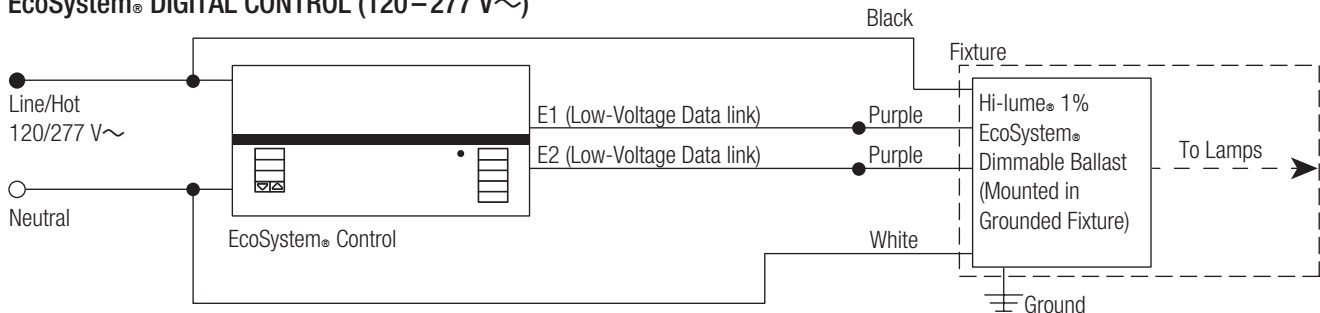 EcoSystem® DIGITAL CONTROL (120–277 V~)
Black
Fixture
Line/Hot
120/277 V~
E1 (Low-Voltage Data link)
Purple
E2 (Low-Voltage Data link)
Purple
Hi-lume® 1%
EcoSystem®
Dimmable Ballast
(Mounted in
Grounded Fixture)
To Lamps
Neutral
EcoSystem® Control
White
Ground